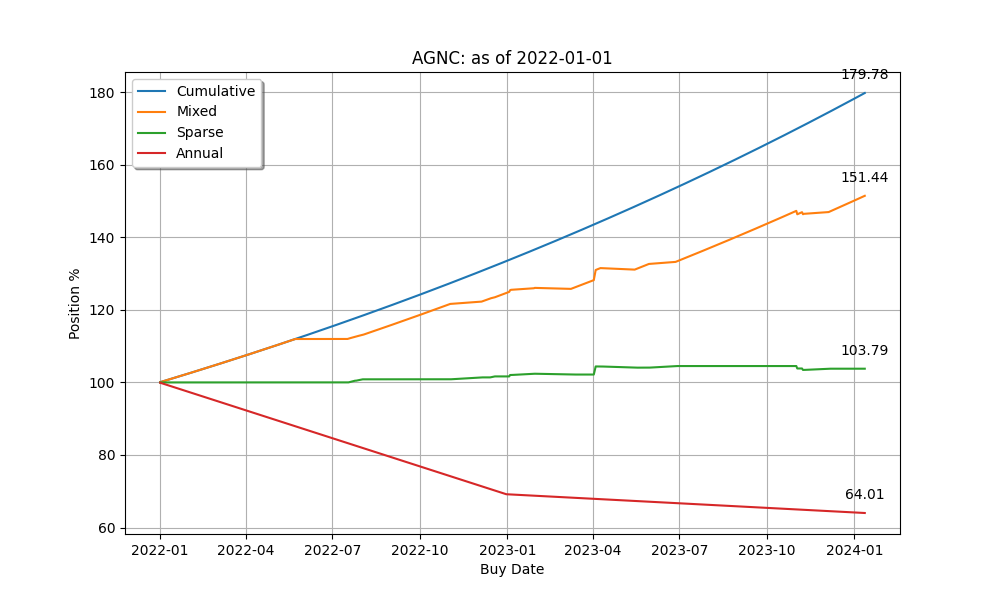 AGNC: as of 2022-01-01
179.78
180
Cumulative
Mixed
Sparse
Annual
151.44
160
140
120
103.79
100
80
64.01
60
Position %
2022-01 2022-04 2022-07 2022-10 2023-01 2023-04 2023-07 2023-10 2024-01
Buy Date